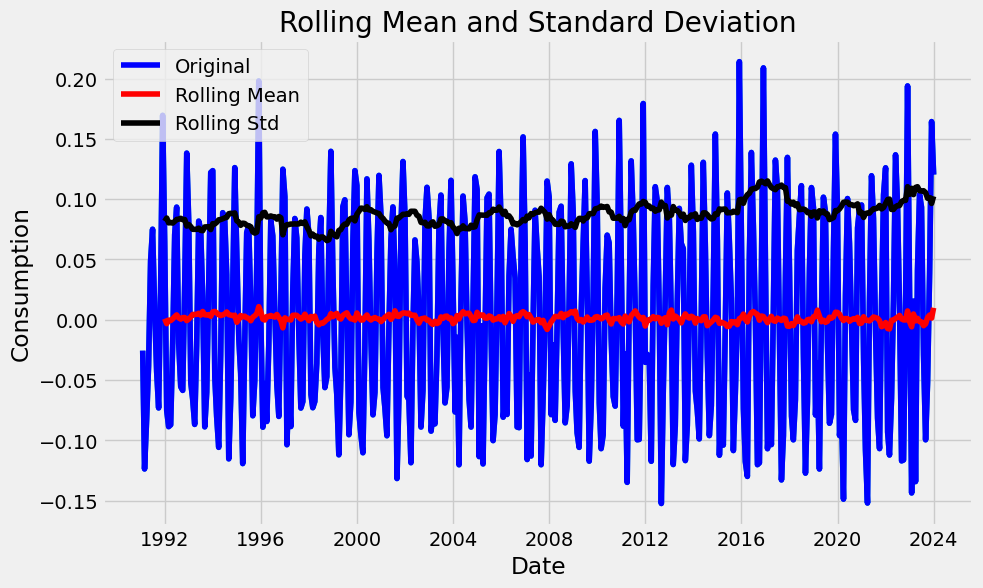 Rolling Mean and Standard Deviation
Original
Rolling Mean
Rolling Std
0.20
0.15
0.10
0.05
0.00
−0.05
−0.10
−0.15
Consumption
1992 1996 2000 2004 2008 2012 2016 2020 2024
Date